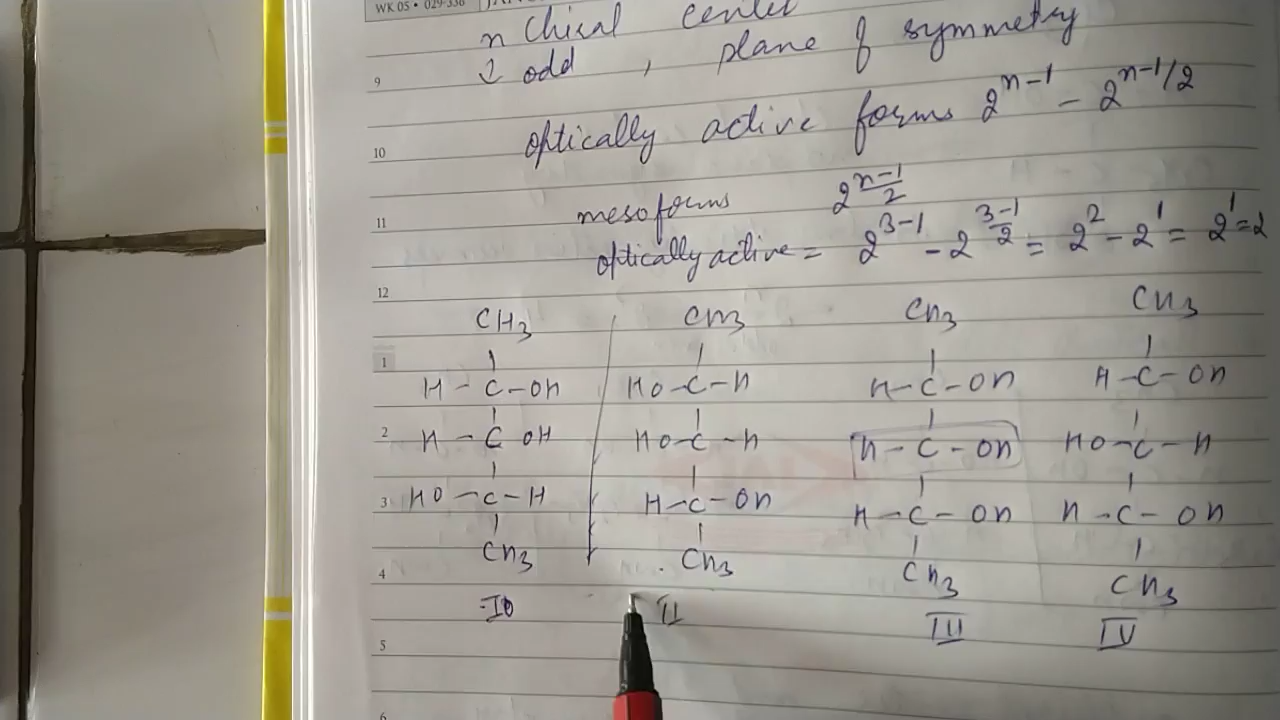 WK 05 • 029-336
n Chiral center
↓ odd , plane of symmetry
9
optically active forms 2^n-1 - 2^n-1/2
10
mesoforms 2^n-1/2
11
optically active = 2^3-1 - 2^3-1/2 = 2^2 - 2^1 = 2^1 = 2
12
CH3 CH3 CH3 CH3
1
H - C - OH HO - C - H H - C - OH H - C - OH
2
H - C OH HO - C - H H - C - OH HO - C - H
3
HO - C - H H - C - OH H - C - OH H - C - OH
CH3 CH3 CH3 CH3
4
I II III IV
5
6